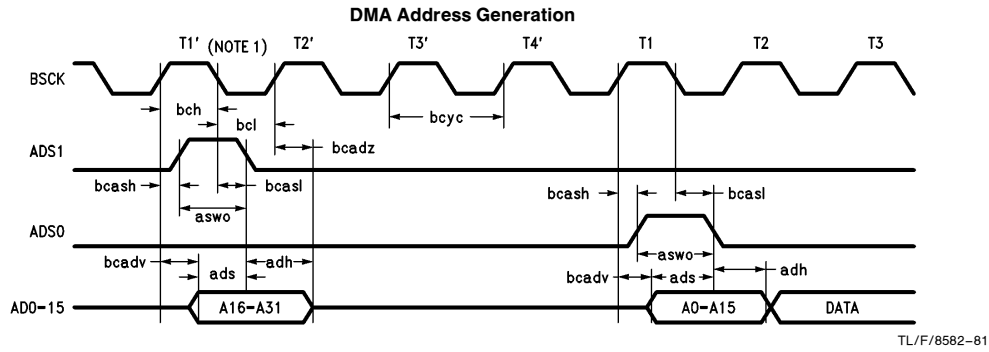 DMA Address Generation
T1' (NOTE 1) T2' T3' T4' T1 T2 T3
BSCK
bch
bcl
bcyc
bcadz
ADS1
bcash
bcasl
bcash
bcasl
aswo
ADS0
aswo
bcadv
adh
ads
bcadv
ads
adh
AD0-15
A16-A31
A0-A15
DATA
TL/F/8582-81